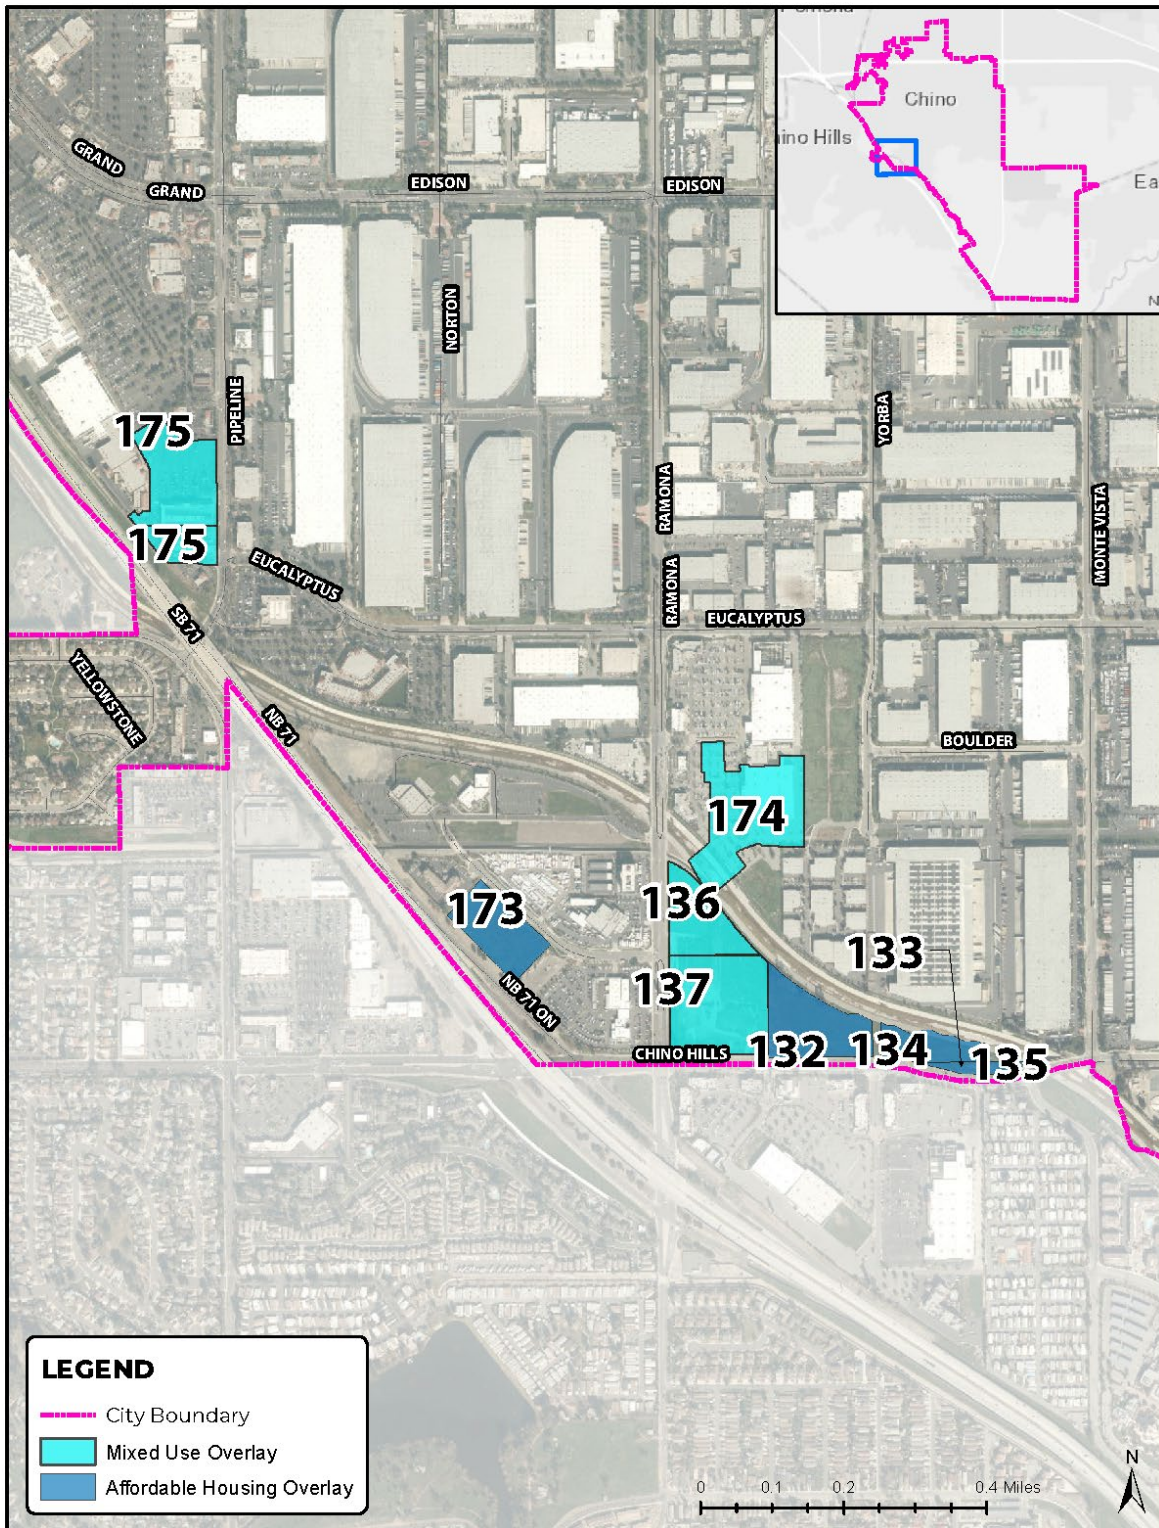 Chino
ino Hills
Ea
N
GRAND
GRAND
EDISON
EDISON
NORTON
PIPELINE
YORBA
175
RAMONA
MONTE VISTA
175
EUCALYPTUS
RAMONA
EUCALYPTUS
SB 71
YELLOWSTONE
NB 71
BOULDER
174
136
173
133
137
NB 71 ON
CHINO HILLS
132
134
135
LEGEND
City Boundary
Mixed Use Overlay
Affordable Housing Overlay
N
0 0.1 0.2 0.4 Miles